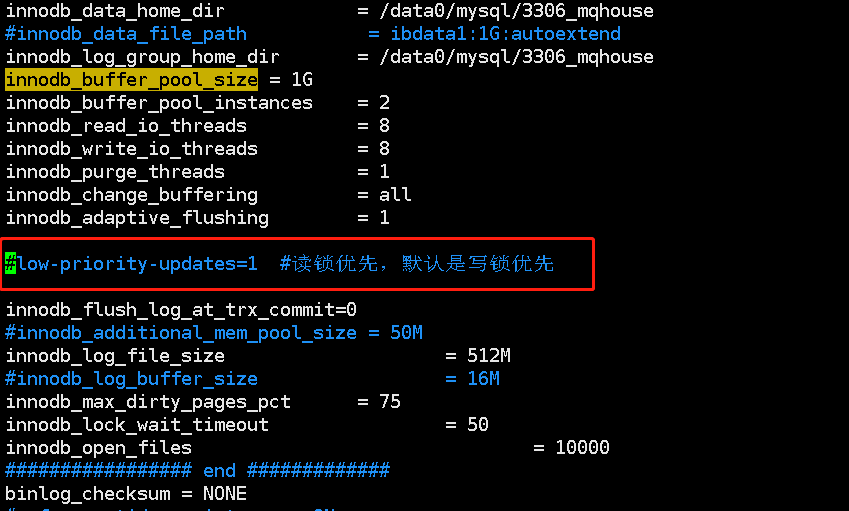 innodb_data_home_dir = /data0/mysql/3306_mqhouse
#innodb_data_file_path = ibdata1:1G:autoextend
innodb_log_group_home_dir = /data0/mysql/3306_mqhouse
innodb_buffer_pool_size = 1G
innodb_buffer_pool_instances = 2
innodb_read_io_threads = 8
innodb_write_io_threads = 8
innodb_purge_threads = 1
innodb_change_buffering = all
innodb_adaptive_flushing = 1
#low-priority-updates=1 #读锁优先，默认是写锁优先
innodb_flush_log_at_trx_commit=0
#innodb_additional_mem_pool_size = 50M
innodb_log_file_size = 512M
#innodb_log_buffer_size = 16M
innodb_max_dirty_pages_pct = 75
innodb_lock_wait_timeout = 50
innodb_open_files = 10000
################# end #############
binlog_checksum = NONE